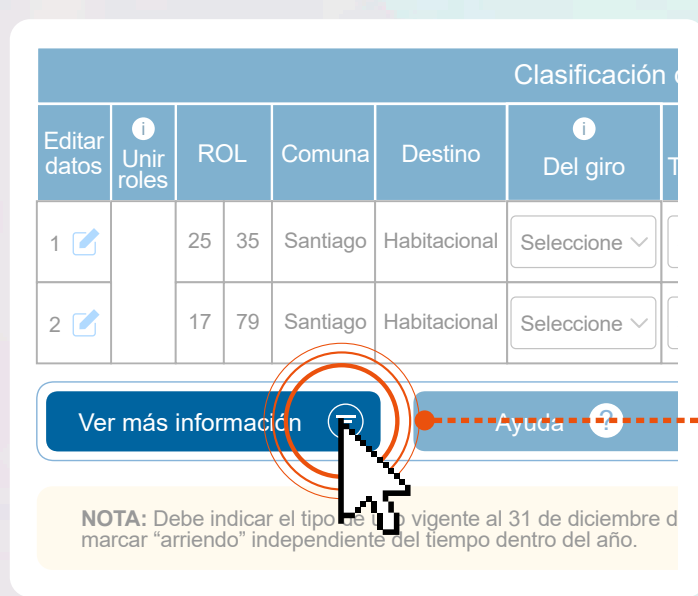 Clasificación
Editar datos
i
Unir roles
ROL
Comuna
Destino
i
Del giro
T
1
25
35
Santiago
Habitacional
Seleccione
2
17
79
Santiago
Habitacional
Seleccione
Ver más información
Ayuda ?
NOTA: Debe indicar el tipo de uso vigente al 31 de diciembre d
marcar “arriendo” independiente del tiempo dentro del año.